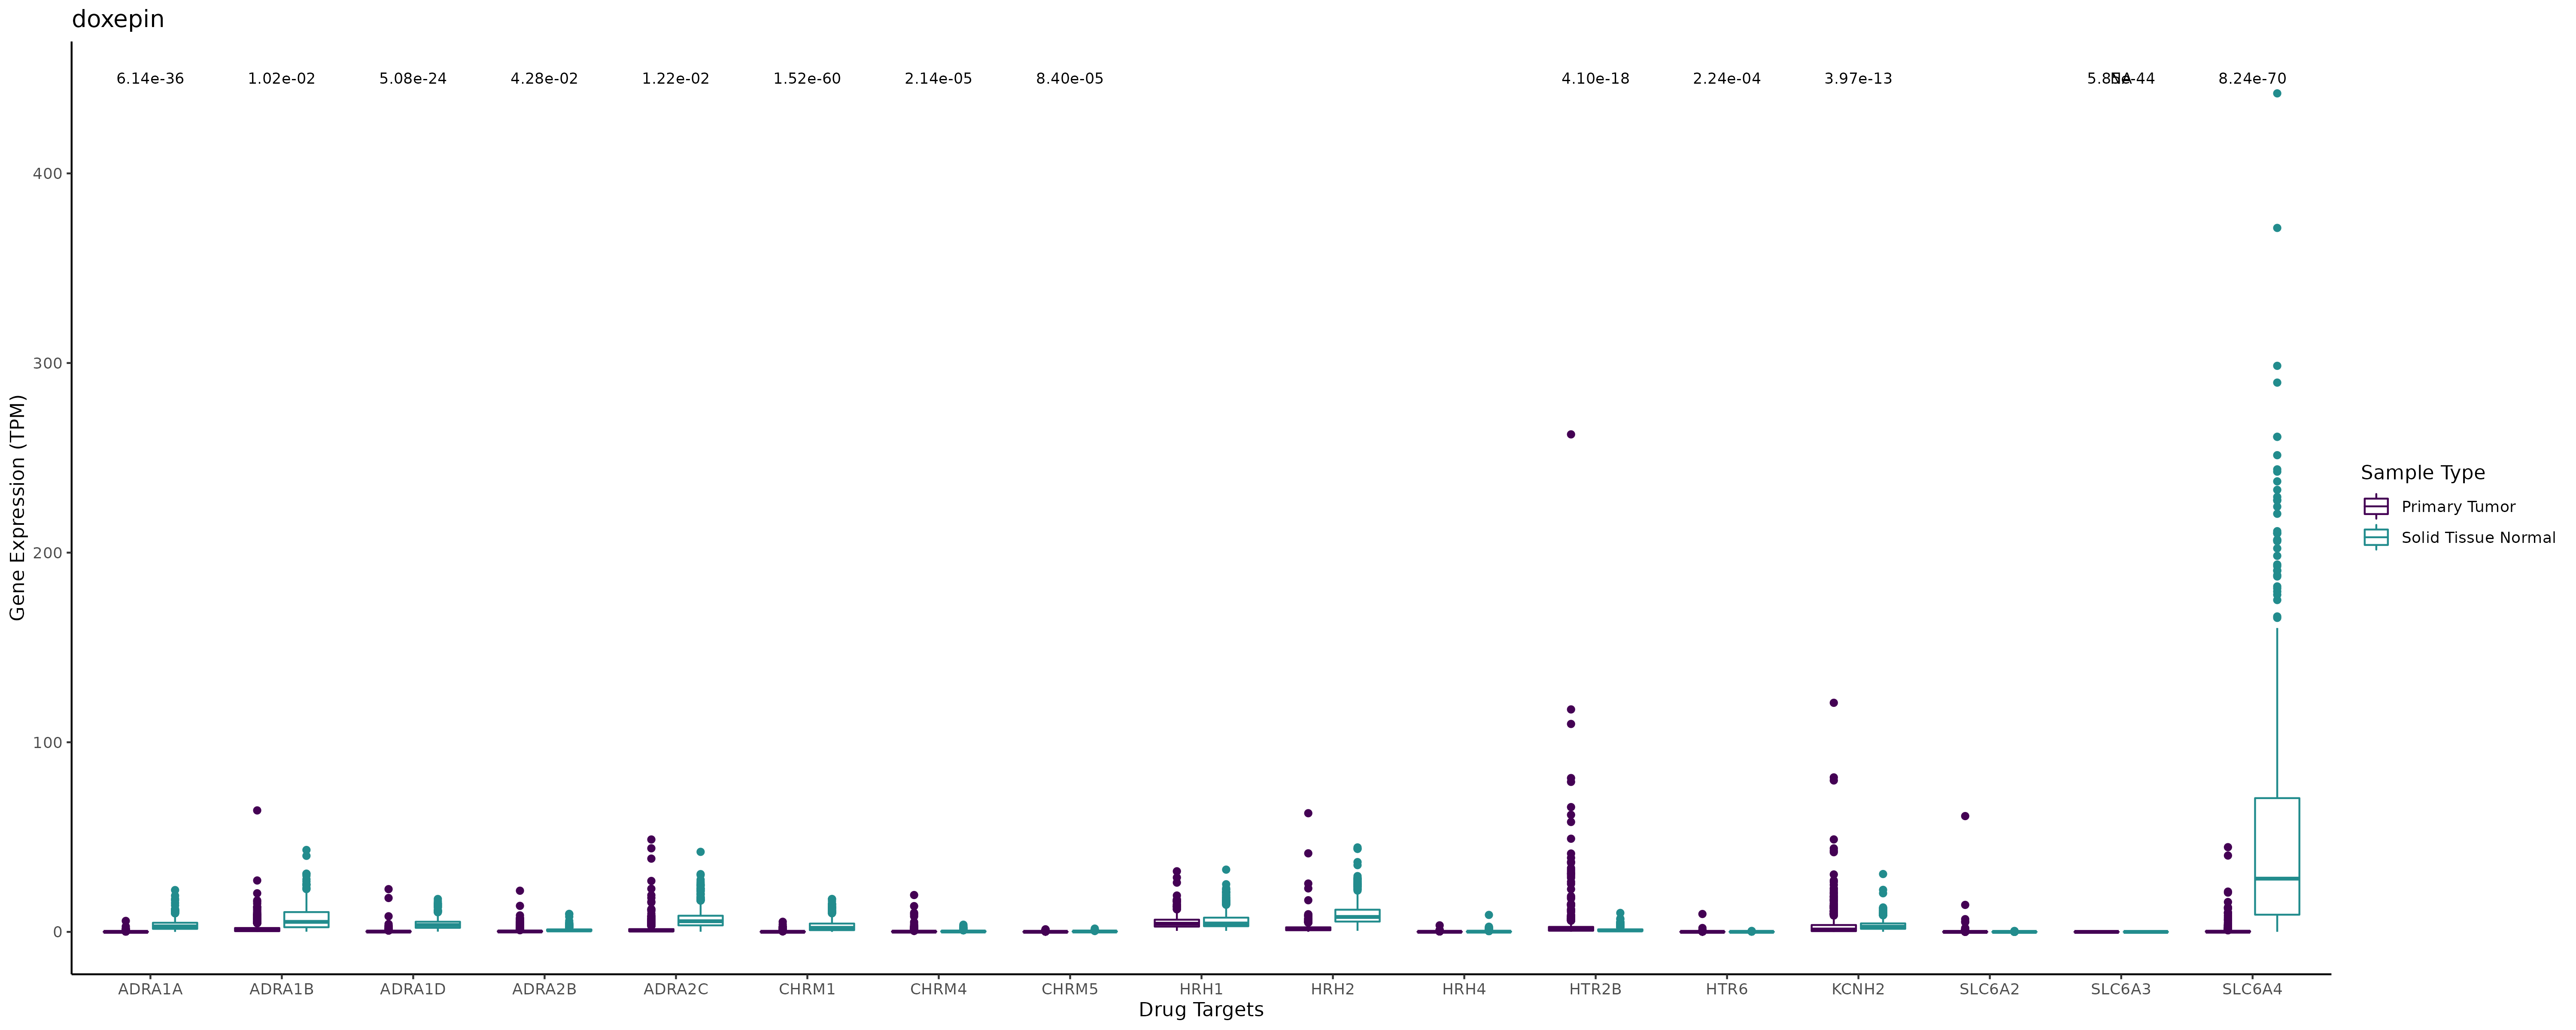 doxepin
6.14e-36 1.02e-02 5.08e-24 4.28e-02 1.22e-02 1.52e-60 2.14e-05 8.40e-05 4.10e-18 2.24e-04 3.97e-13 NA 8.24e-70
400
300
200
100
0
Gene Expression (TPM)
ADRA1A ADRA1B ADRA1D ADRA2B ADRA2C CHRM1 CHRM4 CHRM5 HRH1 HRH2 HRH4 HTR2B HTR6 KCNH2 SLC6A2 SLC6A3 SLC6A4
Drug Targets
Sample Type
Primary Tumor
Solid Tissue Normal